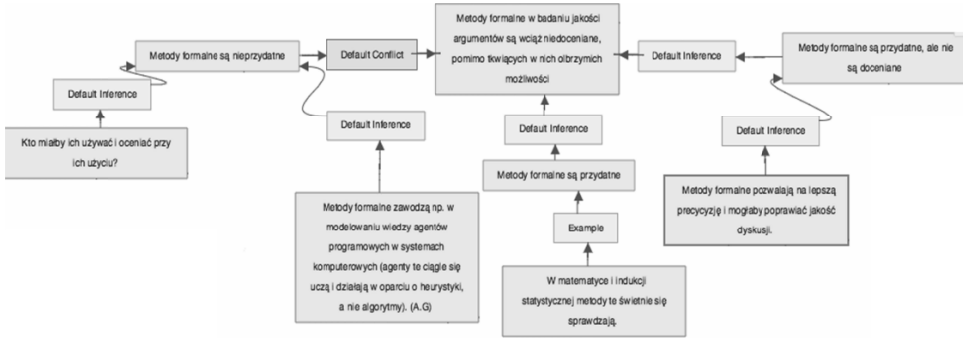 Metody formalne w badaniu jakości
argumentów są wciąż niedoceniane,
pomimo tkwiących w nich olbrzymich
możliwości
Metody formalne są nieprzydatne
Default Conflict
Default Inference
Metody formalne są przydatne, ale nie
są doceniane
Default Inference
Kto miałby ich używać i oceniać przy
ich użyciu?
Default Inference
Default Inference
Default Inference
Metody formalne zawodzą np. w
modelowaniu wiedzy agentów
programowych w systemach
komputerowych (agenty te ciągle się
uczą i działają w oparciu o heurystyki,
a nie algorytmy). (A.G)
Metody formalne są przydatne
Example
W matematyce i indukcji
statystycznej metody te świetnie się
sprawdzają.
Metody formalne pozwalają na lepszą
precycyzję i mogłaby poprawiać jakość
dyskusji.